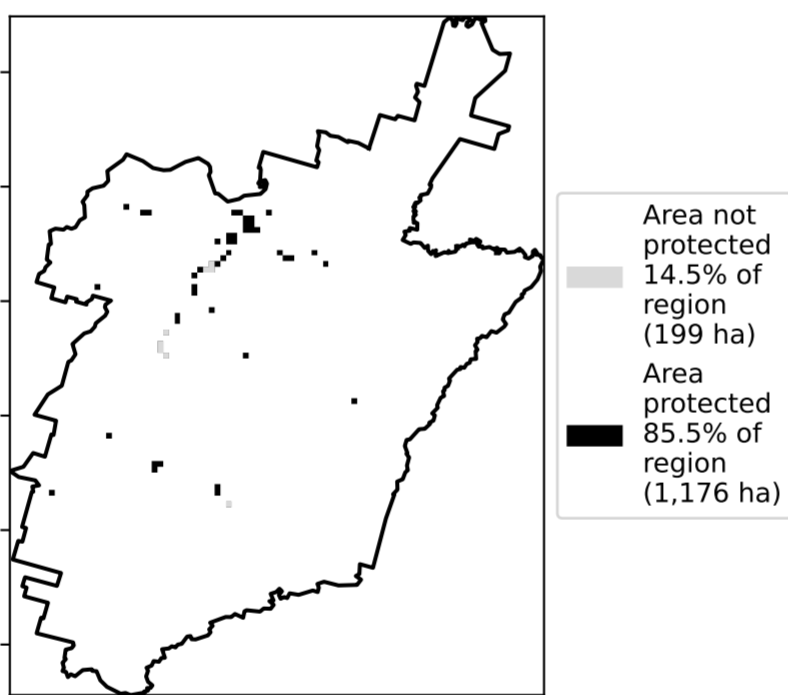 Area not
protected
14.5% of
region
(199 ha)
Area
protected
85.5% of
region
(1,176 ha)